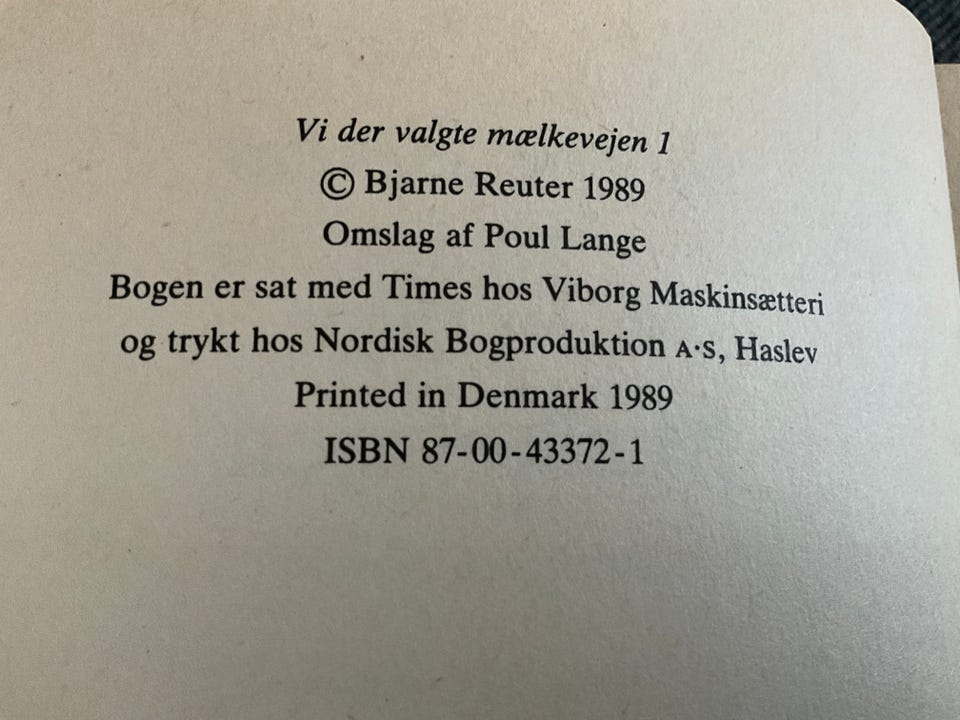 Vi der valgte mælkevejen 1
© Bjarne Reuter 1989
Omslag af Poul Lange
Bogen er sat med Times hos Viborg Maskinsætteri
og trykt hos Nordisk Bogproduktion A·S, Haslev
Printed in Denmark 1989
ISBN 87-00-43372-1